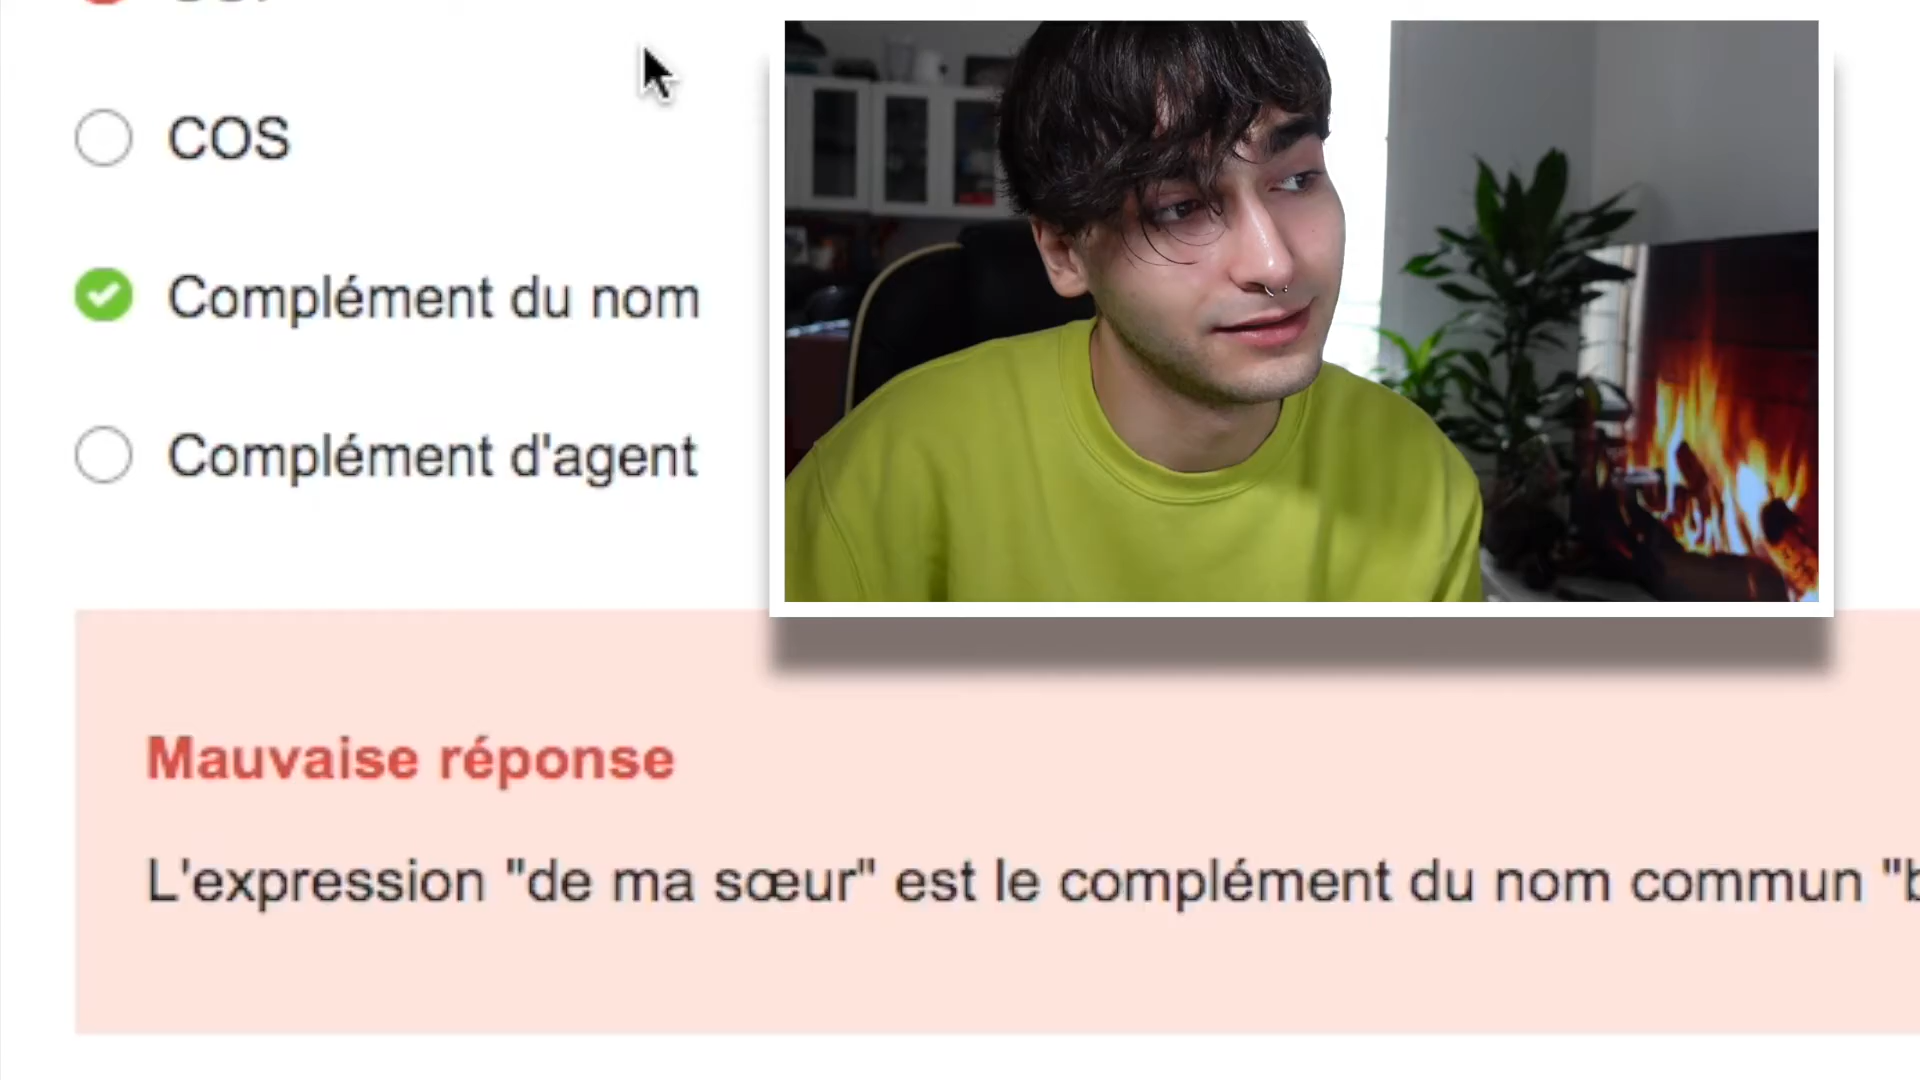 COS
Complément du nom
Complément d'agent
Mauvaise réponse
L'expression "de ma sœur" est le complément du nom commun "b